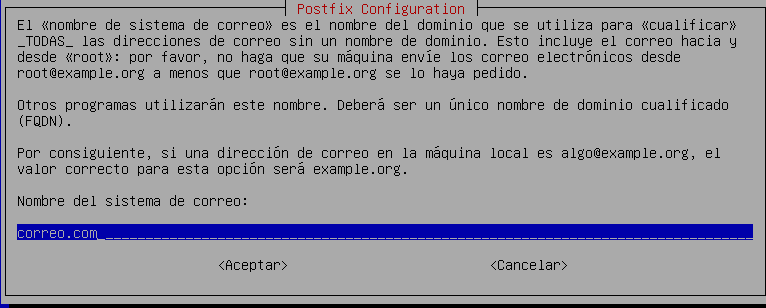 Postfix Configuration
El «nombre de sistema de correo» es el nombre del dominio que se utiliza para «cualificar»
_TODAS_ las direcciones de correo sin un nombre de dominio. Esto incluye el correo hacia y
desde «root»: por favor, no haga que su máquina envíe los correo electrónicos desde
root@example.org a menos que root@example.org se lo haya pedido.
Otros programas utilizarán este nombre. Deberá ser un único nombre de dominio cualificado
(FQDN).
Por consiguiente, si una dirección de correo en la máquina local es algo@example.org, el
valor correcto para esta opción será example.org.
Nombre del sistema de correo:
correo.com
<Aceptar>
<Cancelar>